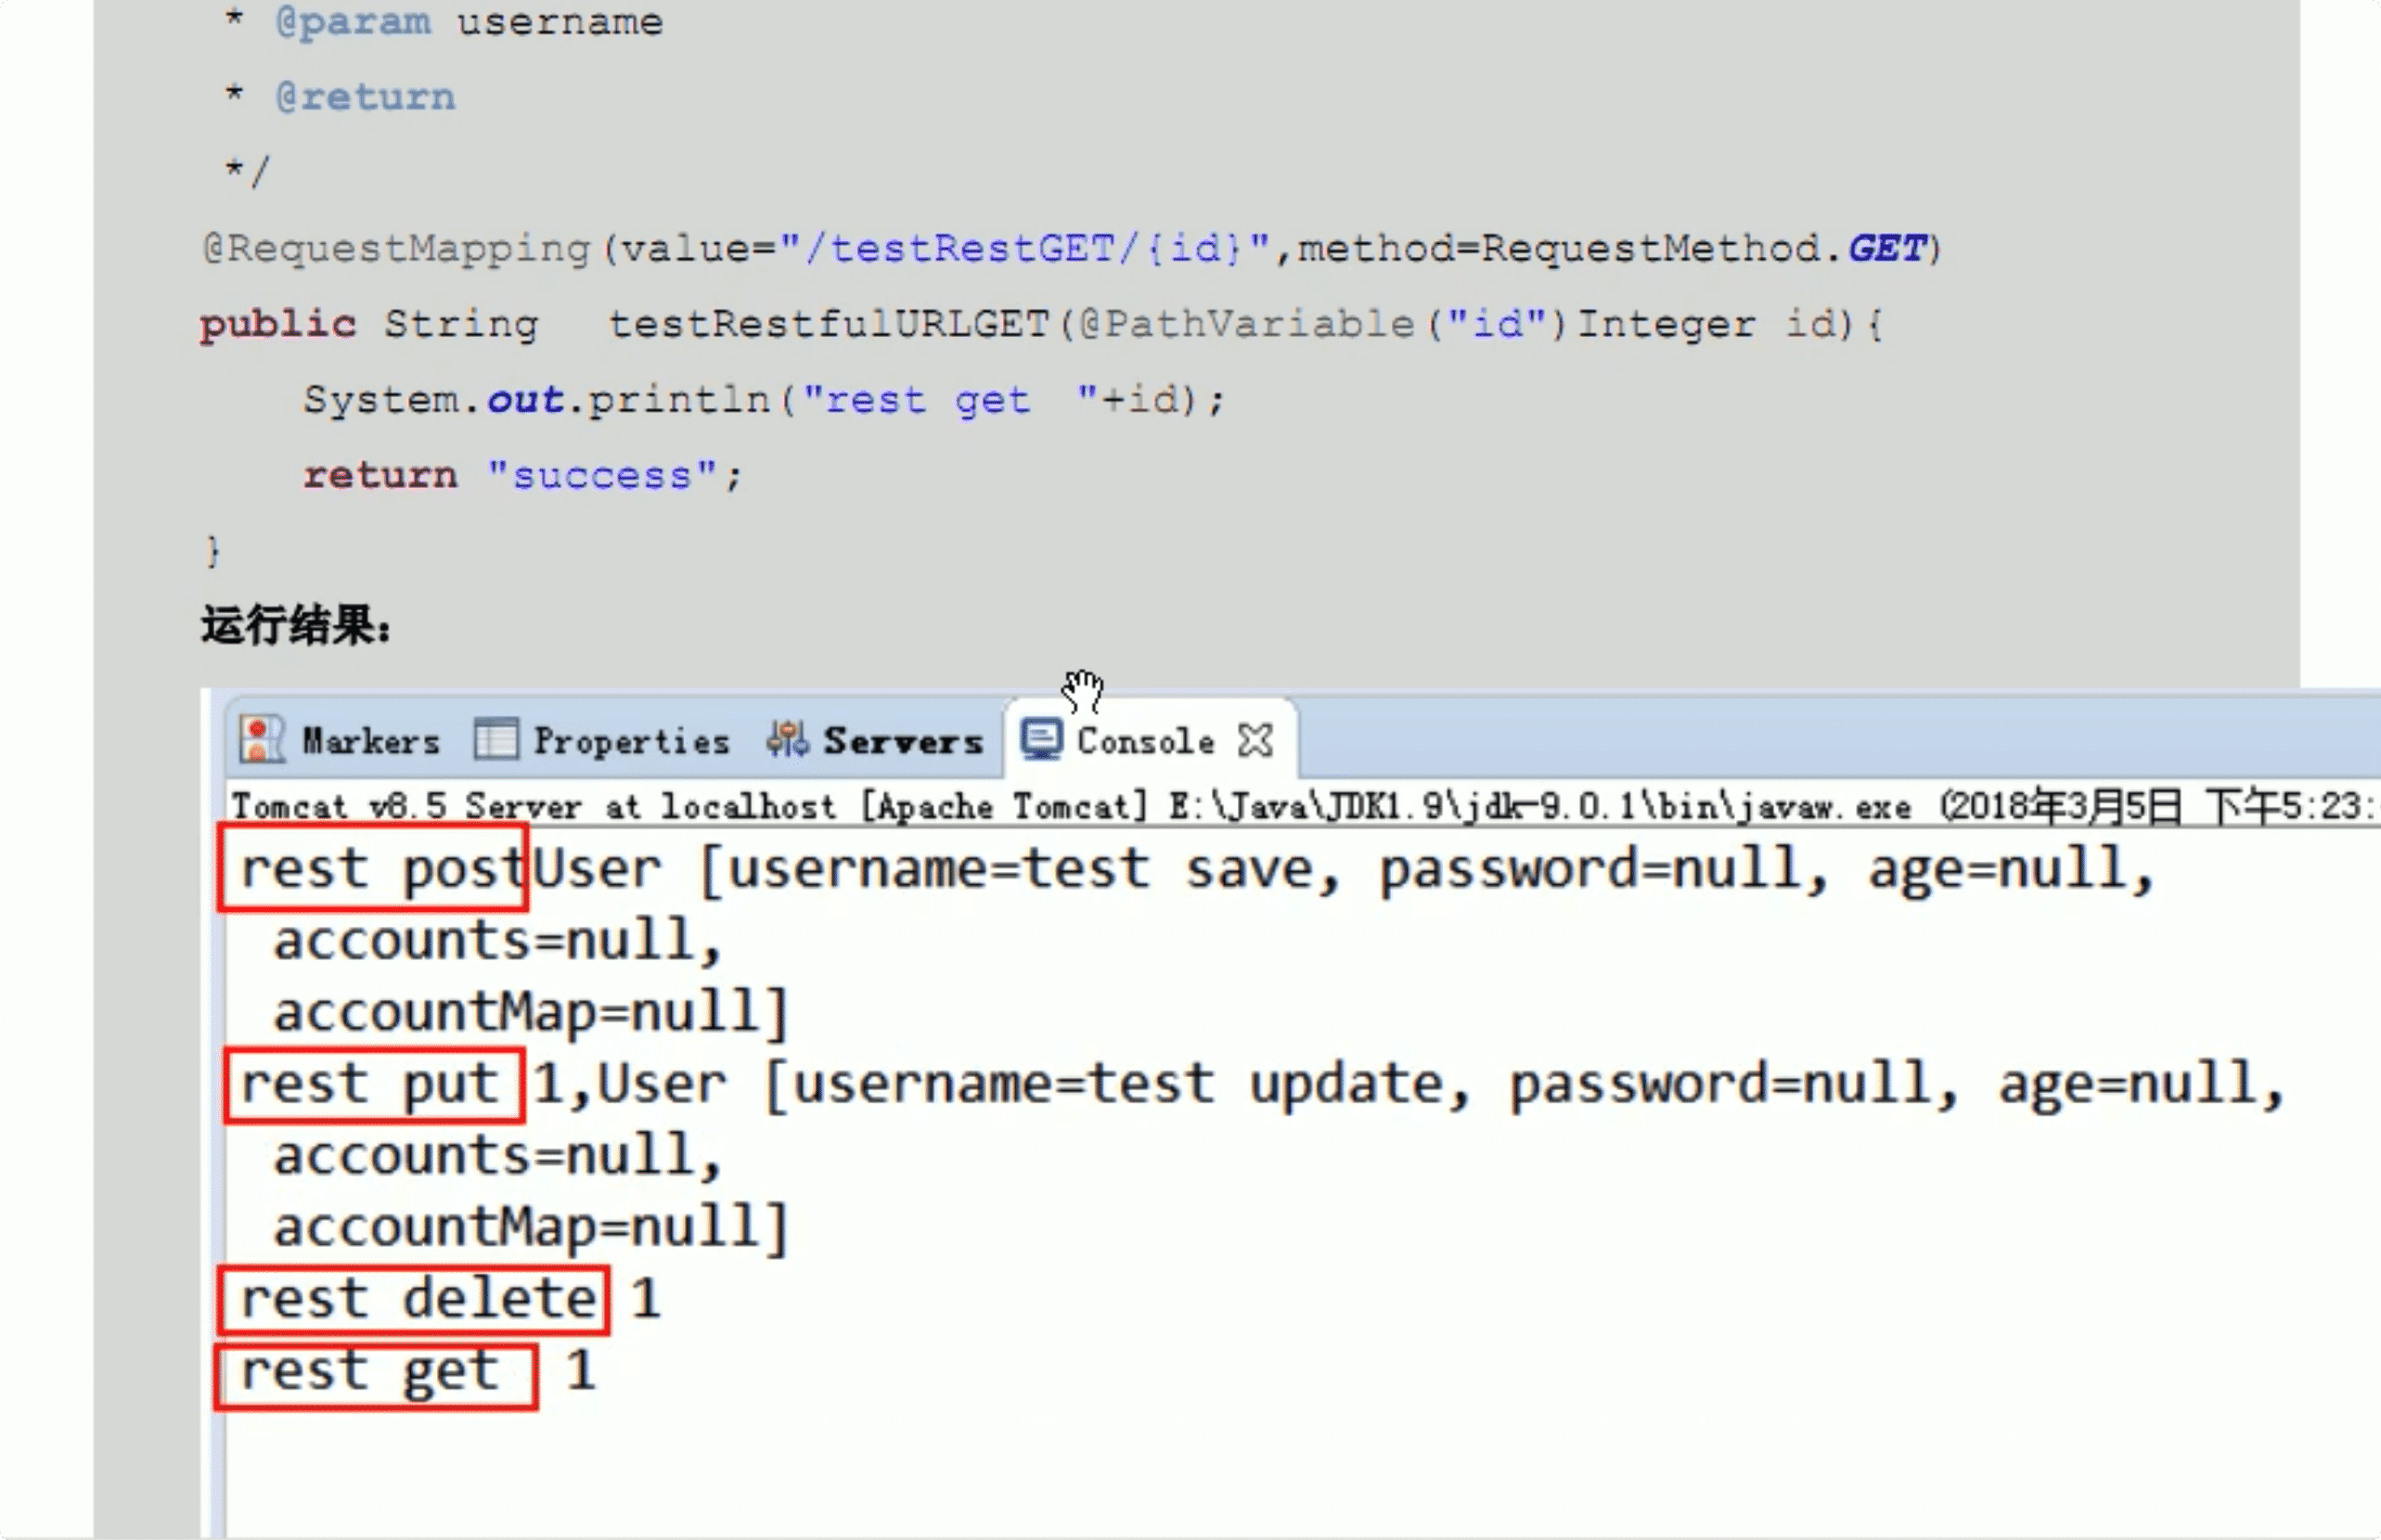 * @param username
* @return
*/
@RequestMapping(value="/testRestGET/{id}",method=RequestMethod.GET)
public String testRestfulURLGET(@PathVariable("id")Integer id){
System.out.println("rest get "+id);
return "success";
}
运行结果：
Markers Properties Servers Console
Tomcat v8.5 Server at localhost [Apache Tomcat] E:\Java\JDK1.9\jdk-9.0.1\bin\javaw.exe (2018年3月5日 下午5:23:
rest postUser [username=test save, password=null, age=null,
accounts=null,
accountMap=null]
rest put 1,User [username=test update, password=null, age=null,
accounts=null,
accountMap=null]
rest delete 1
rest get 1